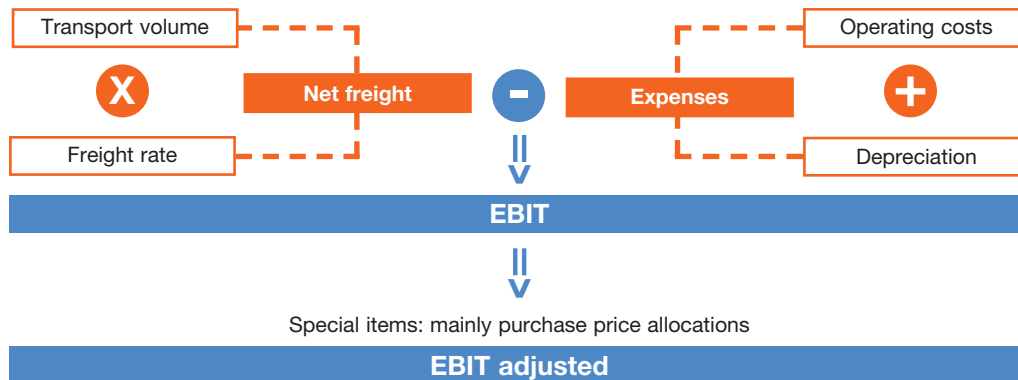 Transport volume
Operating costs
X
Net freight
-
Expenses
+
Freight rate
Depreciation
EBIT
Special items: mainly purchase price allocations
EBIT adjusted